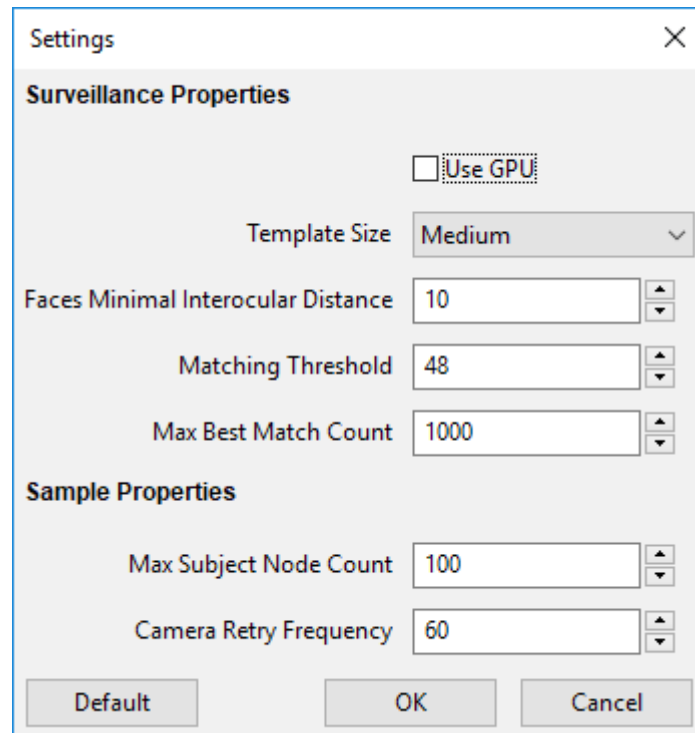 Settings
Surveillance Properties
Use GPU
Template Size Medium
Faces Minimal Interocular Distance 10
Matching Threshold 48
Max Best Match Count 1000
Sample Properties
Max Subject Node Count 100
Camera Retry Frequency 60
Default OK Cancel